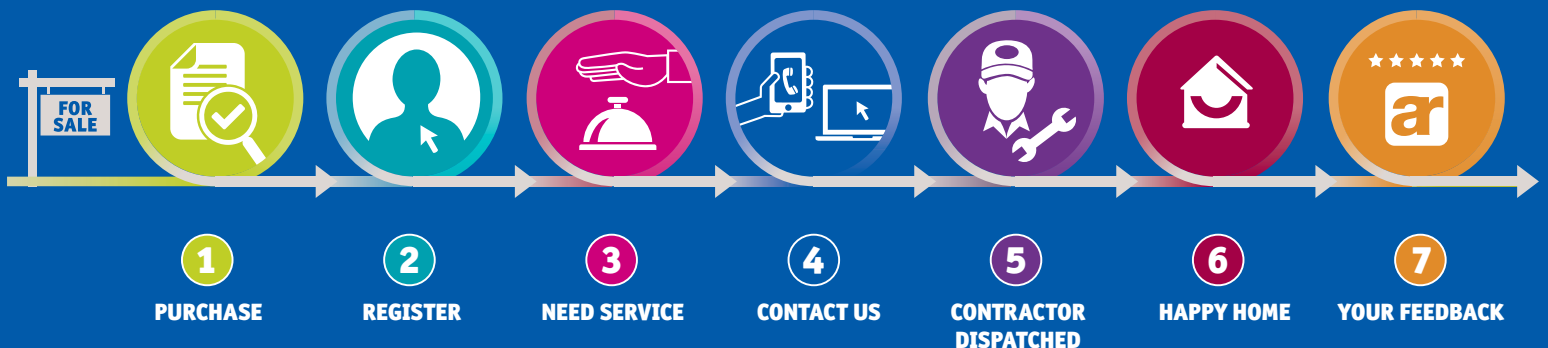 FOR
SALE
ar
1
PURCHASE
2
REGISTER
3
NEED SERVICE
4
CONTACT US
5
CONTRACTOR
DISPATCHED
6
HAPPY HOME
7
YOUR FEEDBACK